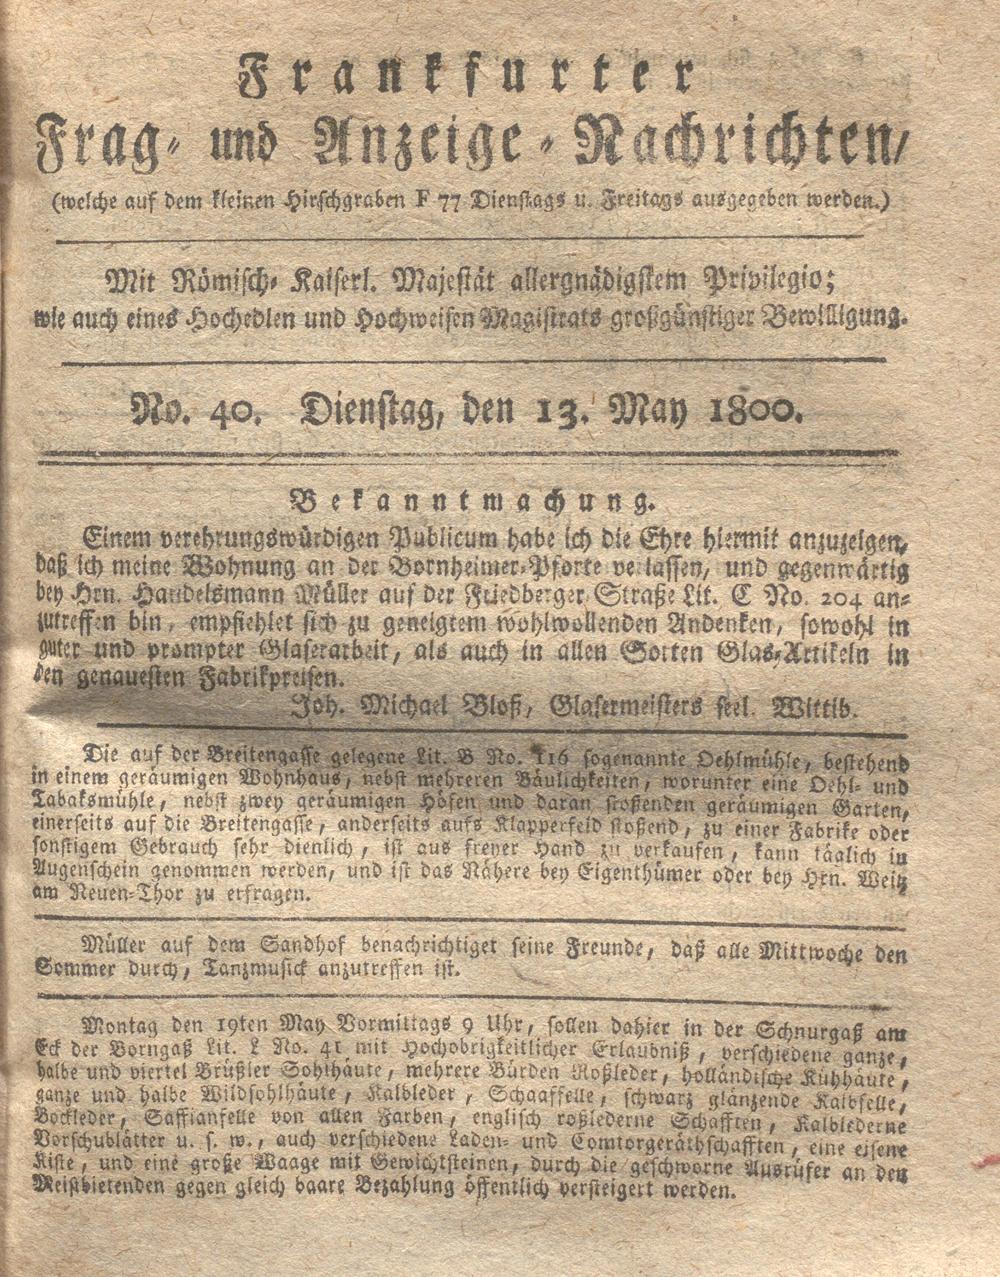 Frankfurter
Frag- und Anzeige-Nachrichten,
(welche auf dem kleinen Hirschgraben F 77 Dienstags u. Freitags ausgegeben werden.)
Mit Römisch-Kaiserl. Majestät allergnädigstem Privilegio;
wie auch eines Hochedlen und Hochweisen Magistrats großgünstiger Bewilligung.
No. 40. Dienstag, den 13. May 1800.
Bekanntmachung.
Einem verehrungswürdigen Publicum habe ich die Ehre hiermit anzuzeigen,
daß ich meine Wohnung an der Bornheimer-Pforte verlassen, und gegenwärtig
bey Hrn. Handelsmann Müller auf der Friedberger Straße Lit. C No. 204 an-
zutreffen bin, empfiehlet sich zu geneigtem wohlwollenden Andenken, sowohl in
guter und prompter Glaserarbeit, als auch in allen Sorten Glas-Artikeln in
den genauesten Fabrikpreisen.
Joh. Michael Bloß, Glasermeisters seel. Wittib.
Die auf der Breitengasse gelegene Lit. B No. 116 sogenannte Oehlmühle, bestehend
in einem geräumigen Wohnhaus, nebst mehreren Bäulichkeiten, worunter eine Oehl- und
Tabaksmühle, nebst zwey geräumigen Höfen und daran stoßenden geräumigen Garten,
einerseits auf die Breitengasse, anderseits aufs Klapperfeld stoßend, zu einer Fabrike oder
sonstigem Gebrauch sehr dienlich, ist aus freyer Hand zu verkaufen, kann täglich in
Augenschein genommen werden, und ist das Nähere bey Eigenthümer oder bey Hrn. Weitz
am Neuen-Thor zu erfragen.
Müller auf dem Sandhof benachrichtiget seine Freunde, daß alle Mittwoche den
Sommer durch, Tanzmusick anzutreffen ist.
Montag den 19ten May Vormittags 9 Uhr, sollen dahier in der Schnurgaß am
Eck der Borngaß Lit. L No. 41 mit Hochobrigkeitlicher Erlaubniß, verschiedene ganze,
halbe und viertel Brüßler Sohlhäute, mehrere Bürden Roßleder, holländische Kühhäute,
ganze und halbe Wildsohlhäute, Kalbleder, Schaaffelle, schwarz glänzende Kalbfelle,
Bockleder, Saffianfelle von allen Farben, englisch roßlederne Schafften, Kalblederne
Vorschublätter u. s. w., auch verschiedene Laden- und Comtorgeräthschafften, eine eiserne
Kiste, und eine große Waage mit Gewichtsteinen, durch die geschworne Ausrüfer an den
Meistbietenden gegen gleich baare Bezahlung öffentlich versteigert werden.